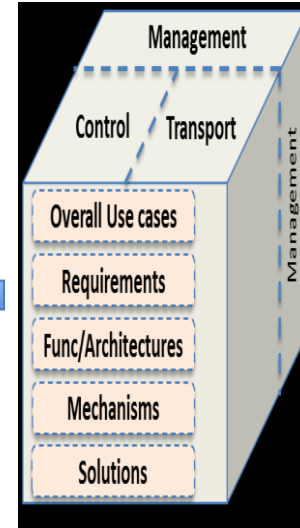 Management
Control Transport
Management
Overall Use cases
Requirements
Func/Architectures
Mechanisms
Solutions